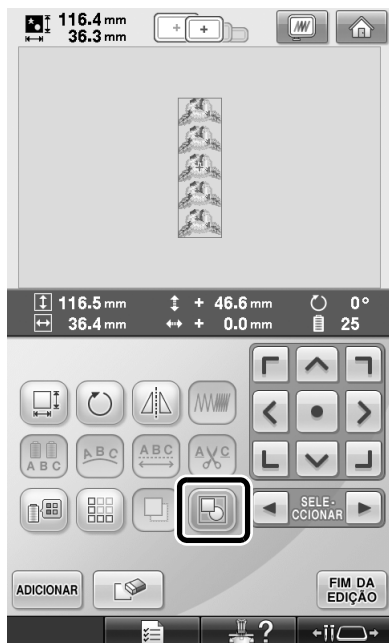 116.4 mm
36.3 mm
116.5 mm + 46.6 mm 0°
36.4 mm + 0.0 mm 25
A B C
A B C
A B C
A C
SELE-
CCIONAR
ADICIONAR
FIM DA
EDIÇÃO
?